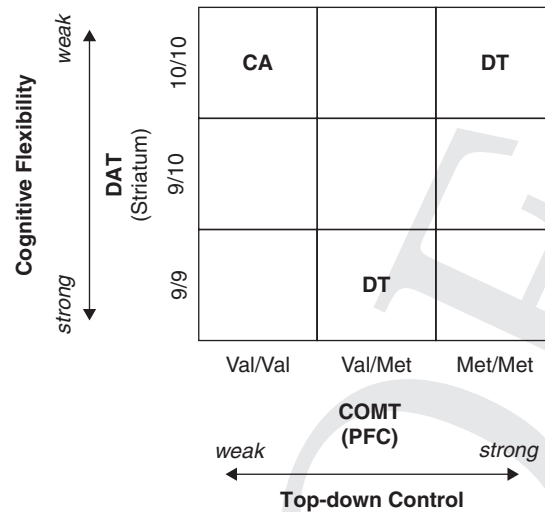 Cognitive Flexibility
weak
strong
DAT
(Striatum)
10/10
9/10
9/9
CA
DT
DT
Val/Val
Val/Met
Met/Met
COMT
(PFC)
weak
strong
Top-down Control